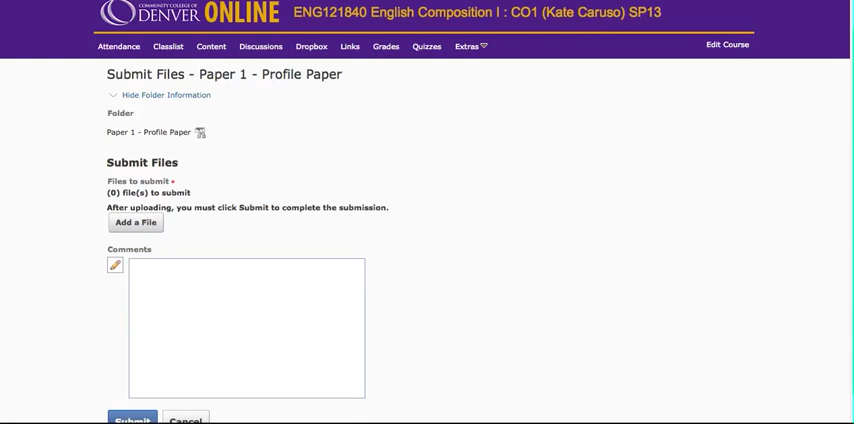 COMMUNITY COLLEGE OF
DENVER ONLINE ENG121840 English Composition I : CO1 (Kate Caruso) SP13
Attendance Classlist Content Discussions Dropbox Links Grades Quizzes Extras Edit Course
Submit Files - Paper 1 - Profile Paper
Hide Folder Information
Folder
Paper 1 - Profile Paper
Submit Files
Files to submit *
(0) file(s) to submit
After uploading, you must click Submit to complete the submission.
Add a File
Comments
Submit Cancel